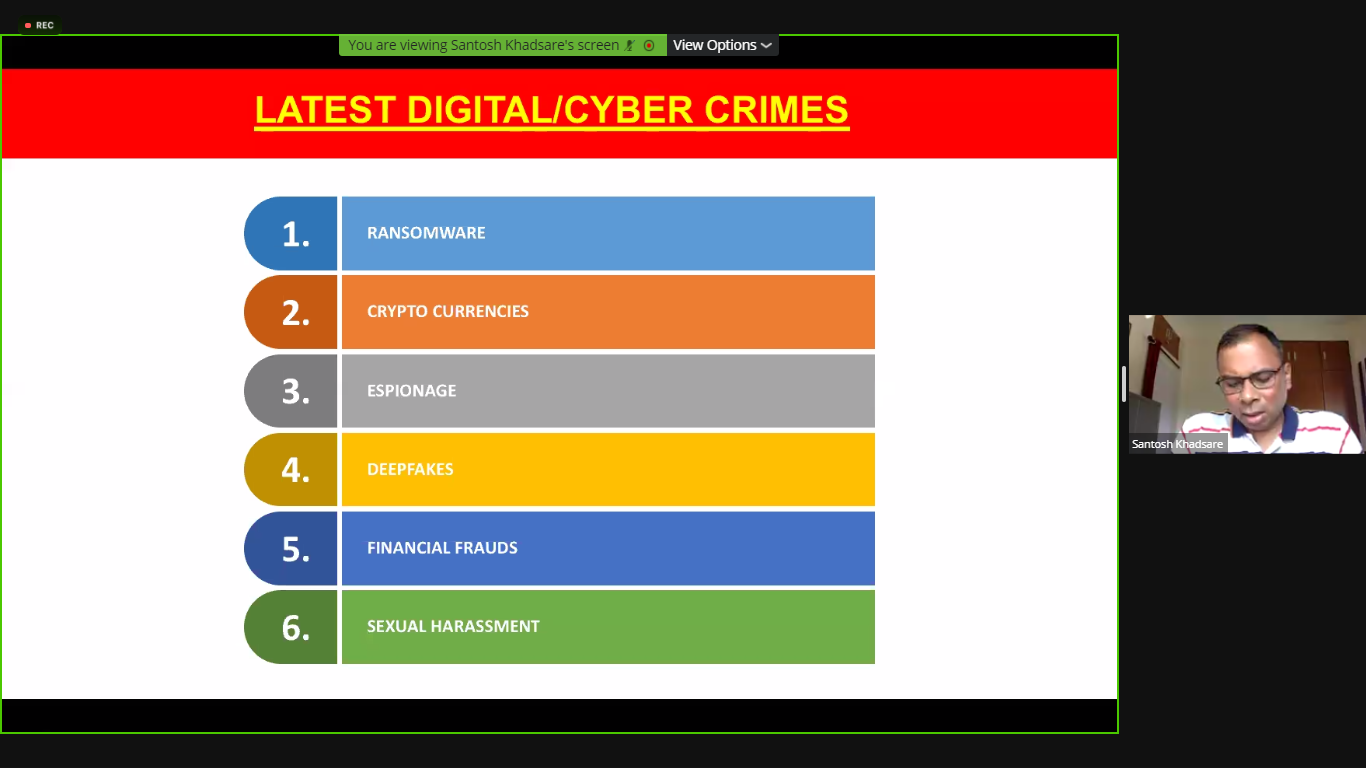 REC
You are viewing Santosh Khadsare's screen
View Options
LATEST DIGITAL/CYBER CRIMES
1. RANSOMWARE
2. CRYPTO CURRENCIES
3. ESPIONAGE
4. DEEPFAKES
5. FINANCIAL FRAUDS
6. SEXUAL HARASSMENT
Santosh Khadsare